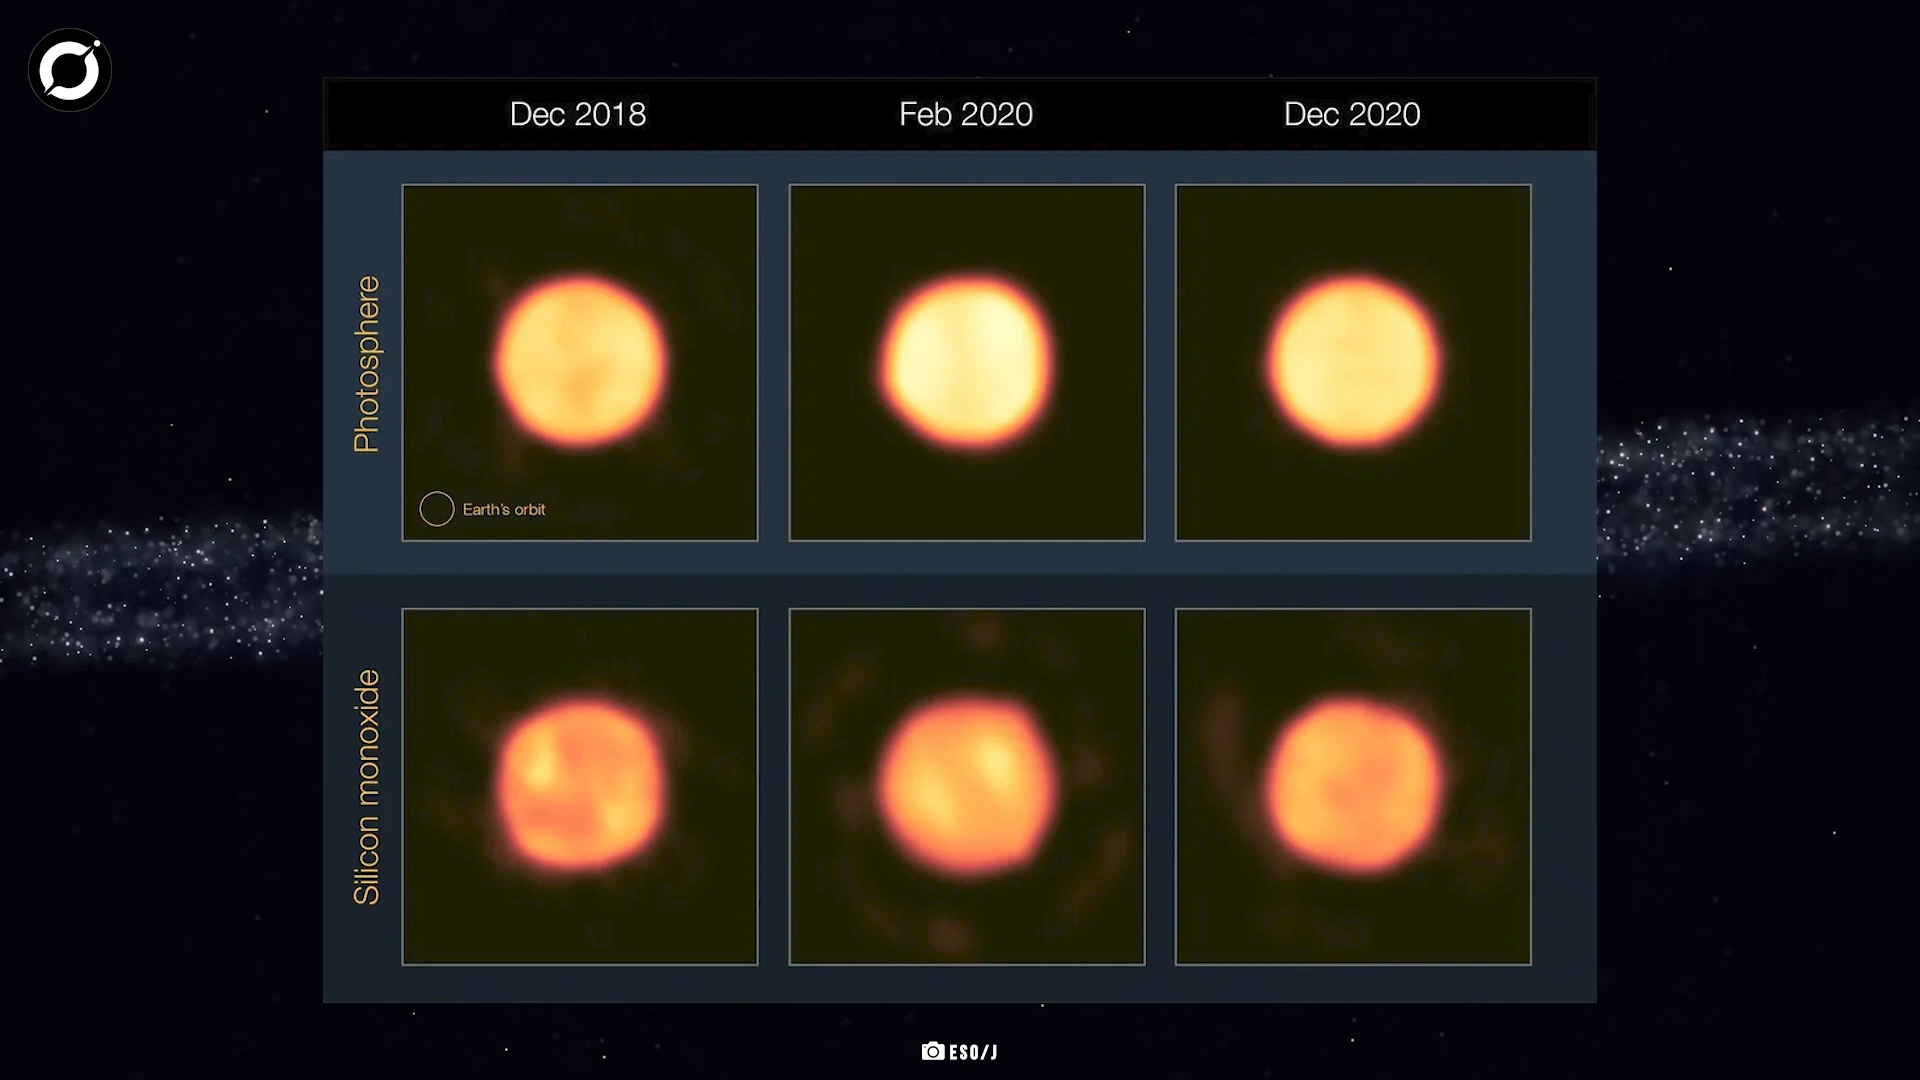 Dec 2018
Feb 2020
Dec 2020
Photosphere
Earth's orbit
Silicon monoxide
ESO/J